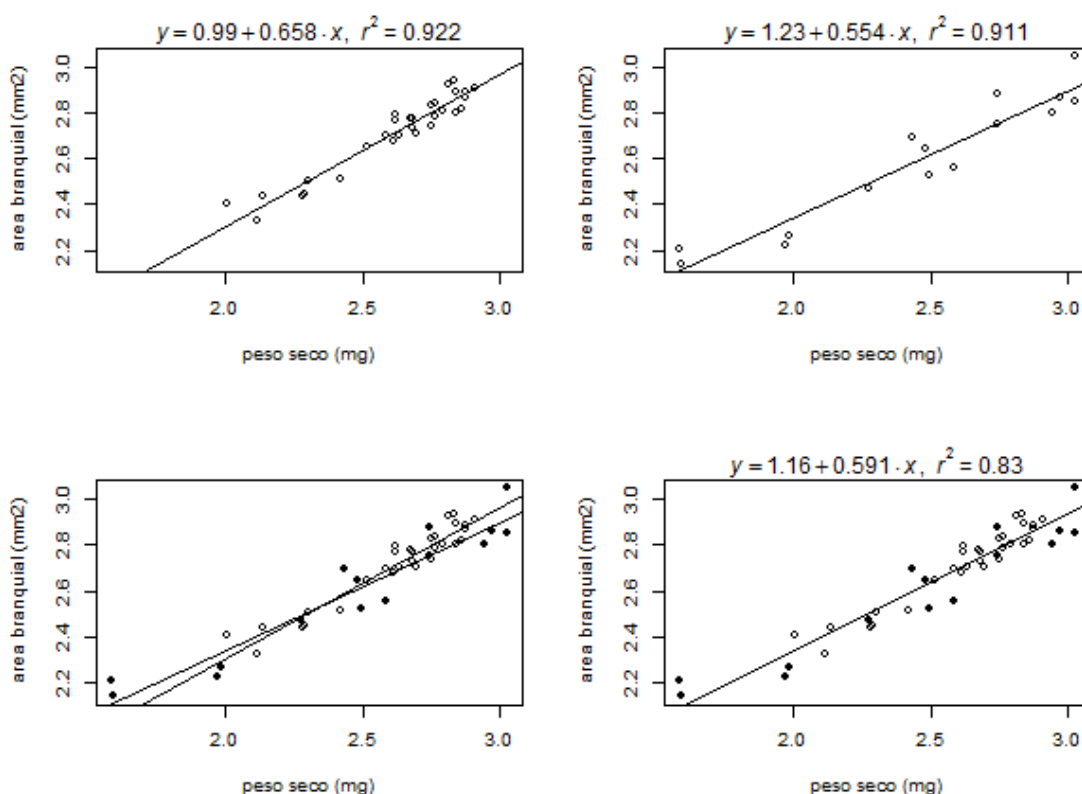 y = 0.99 + 0.658 · x, r² = 0.922
area branquial (mm2)
2.2 2.4 2.6 2.8 3.0
2.0 2.5 3.0
peso seco (mg)
y = 1.23 + 0.554 · x, r² = 0.911
area branquial (mm2)
2.2 2.4 2.6 2.8 3.0
2.0 2.5 3.0
peso seco (mg)
area branquial (mm2)
2.2 2.4 2.6 2.8 3.0
2.0 2.5 3.0
peso seco (mg)
y = 1.16 + 0.591 · x, r² = 0.83
area branquial (mm2)
2.2 2.4 2.6 2.8 3.0
2.0 2.5 3.0
peso seco (mg)